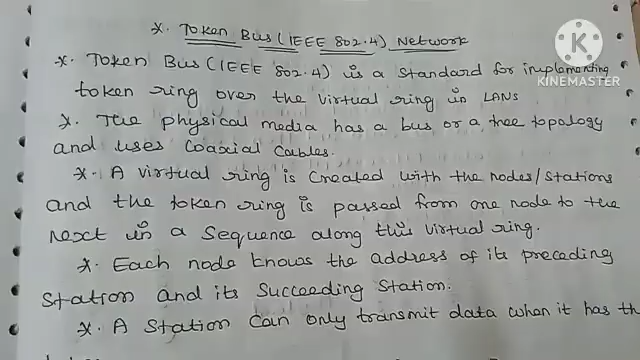 *. Token Bus (IEEE 802.4) Network
*. Token Bus (IEEE 802.4) is a standard for implementing
token ring over the virtual ring in LANs
*. The physical media has a bus or a tree topology
and uses coaxial cables.
*. A virtual ring is created with the nodes/stations
and the token ring is passed from one node to the
next in a sequence along this virtual ring.
*. Each node knows the address of its preceding
station and its succeeding station.
*. A station can only transmit data when it has th
KINEMASTER